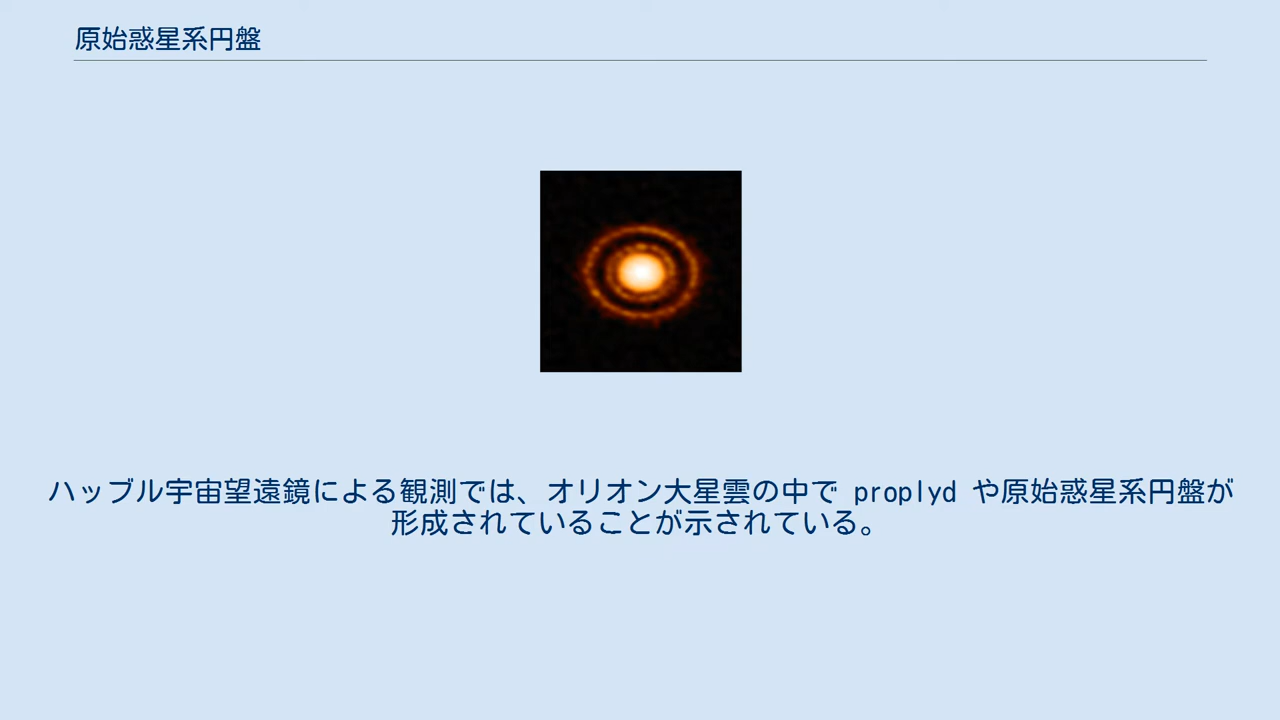 原始惑星系円盤
ハッブル宇宙望遠鏡による観測では、オリオン大星雲の中で proplyd や原始惑星系円盤が
形成されていることが示されている。